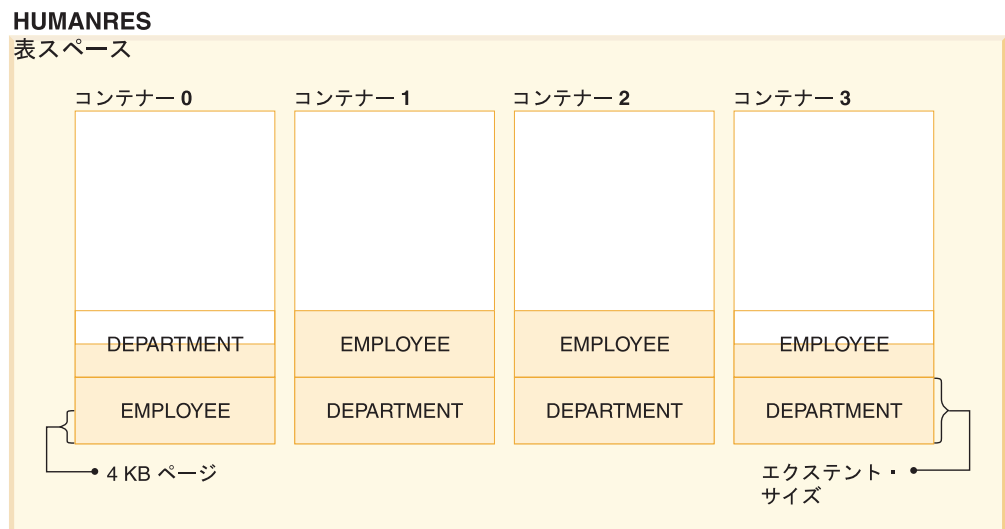 HUMANRES
表スペース
コンテナー 0
コンテナー 1
コンテナー 2
コンテナー 3
DEPARTMENT
EMPLOYEE
EMPLOYEE
EMPLOYEE
EMPLOYEE
DEPARTMENT
DEPARTMENT
DEPARTMENT
4 KB ページ
エクステント・
サイズ